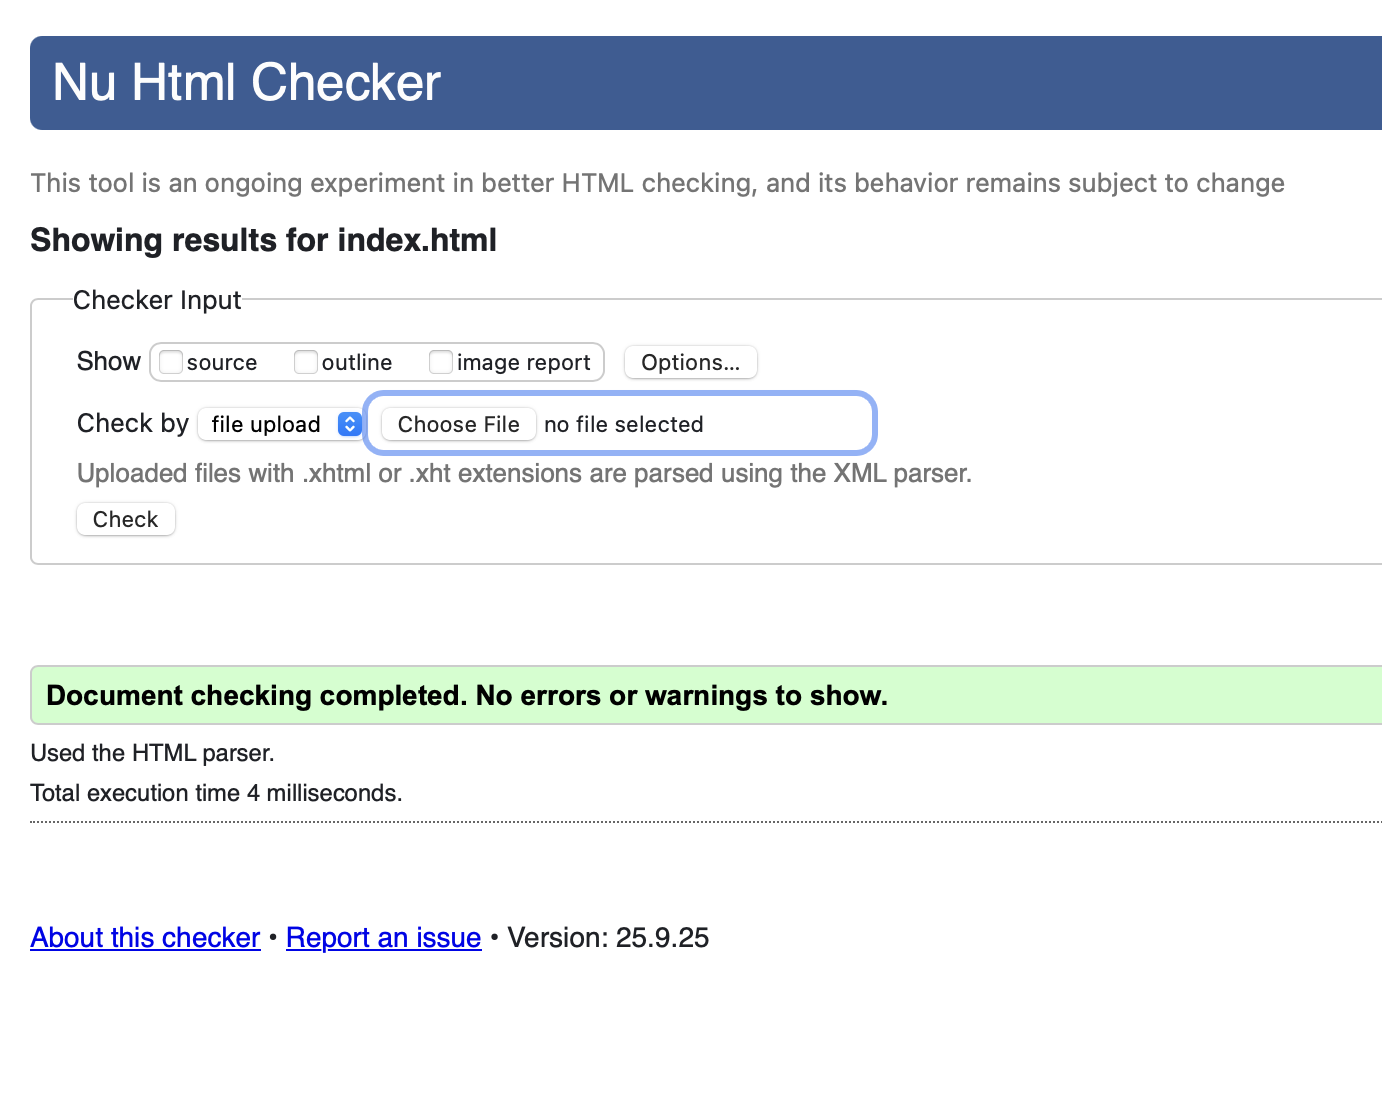 Nu Html Checker
This tool is an ongoing experiment in better HTML checking, and its behavior remains subject to change
Showing results for index.html
Checker Input
Show source outline image report Options...
Check by file upload Choose File no file selected
Uploaded files with .xhtml or .xht extensions are parsed using the XML parser.
Check
Document checking completed. No errors or warnings to show.
Used the HTML parser.
Total execution time 4 milliseconds.
About this checker • Report an issue • Version: 25.9.25